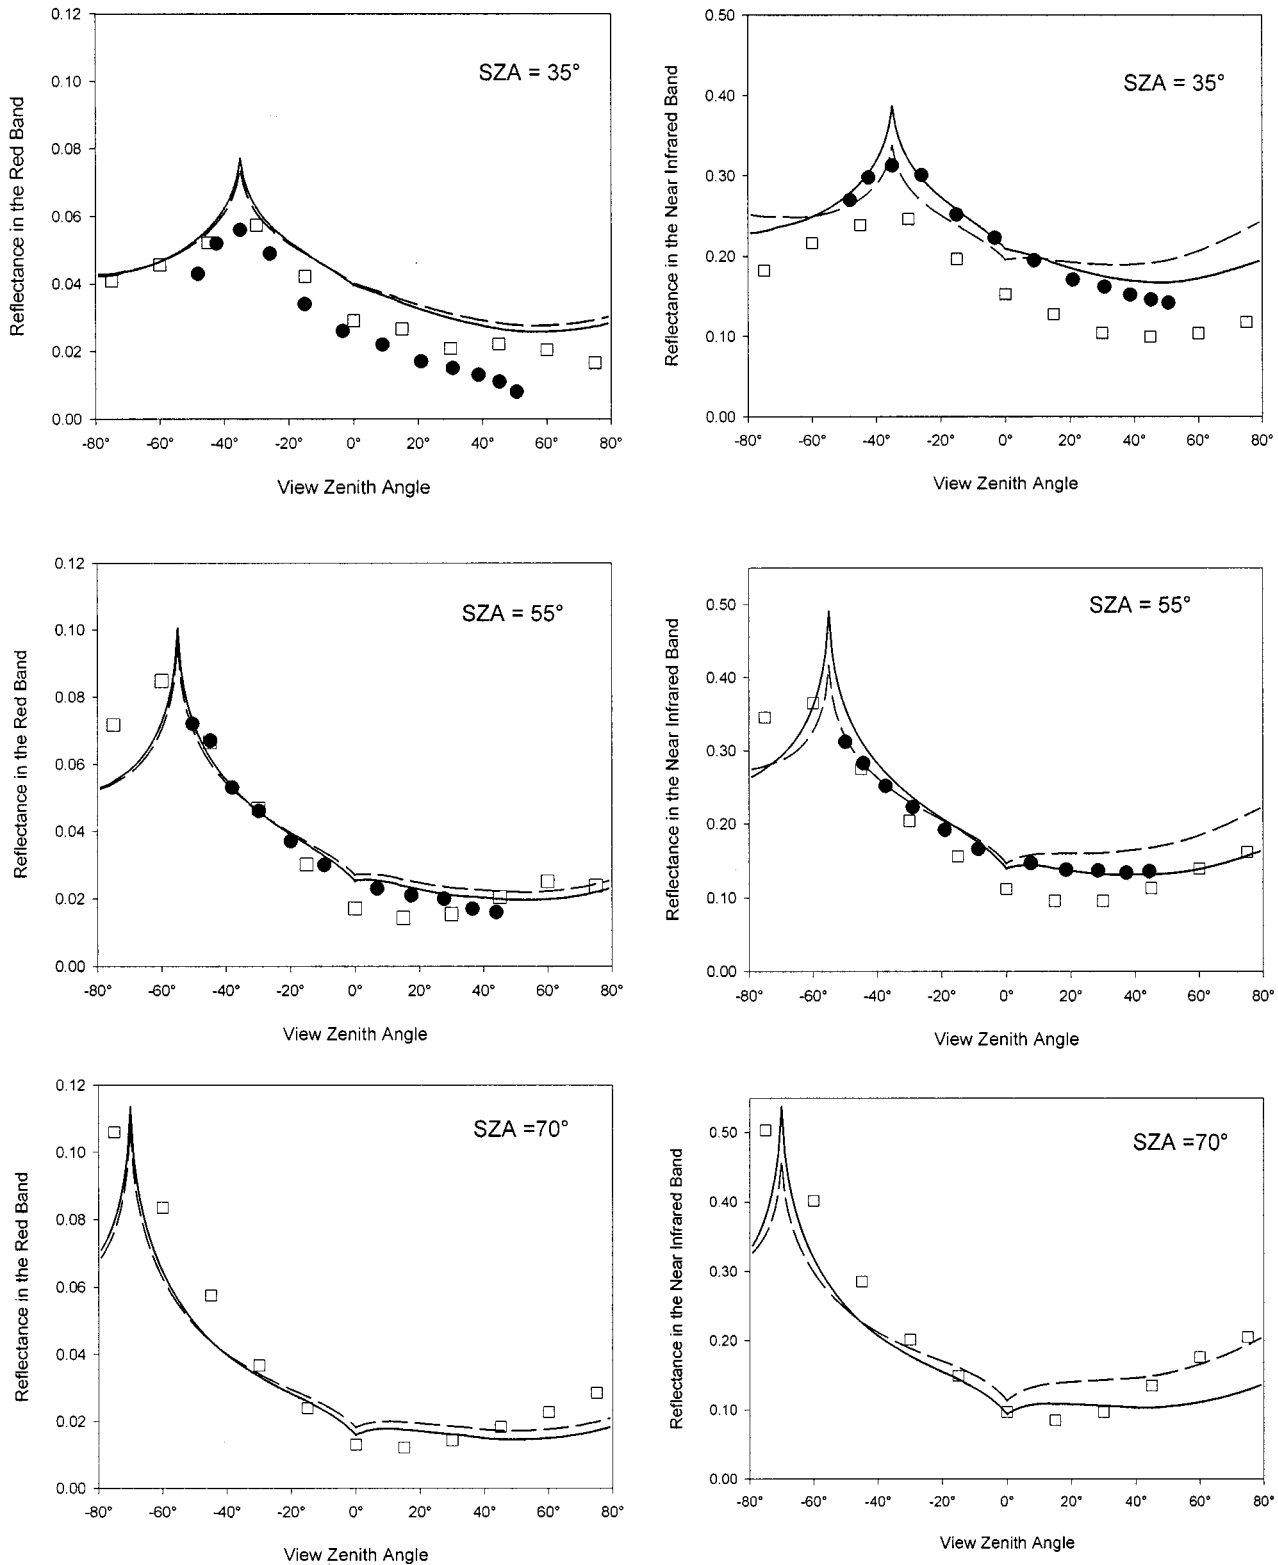 Reflectance in the Red Band
0.12
0.10
0.08
0.06
0.04
0.02
0.00
SZA = 35°
-80° -60° -40° -20° 0° 20° 40° 60° 80°
View Zenith Angle
Reflectance in the Near Infrared Band
0.50
0.40
0.30
0.20
0.10
0.00
SZA = 35°
-80° -60° -40° -20° 0° 20° 40° 60° 80°
View Zenith Angle
Reflectance in the Red Band
0.12
0.10
0.08
0.06
0.04
0.02
0.00
SZA = 55°
-80° -60° -40° -20° 0° 20° 40° 60° 80°
View Zenith Angle
Reflectance in the Near Infrared Band
0.50
0.40
0.30
0.20
0.10
0.00
SZA = 55°
-80° -60° -40° -20° 0° 20° 40° 60° 80°
View Zenith Angle
Reflectance in the Red Band
0.12
0.10
0.08
0.06
0.04
0.02
0.00
SZA =70°
-80° -60° -40° -20° 0° 20° 40° 60° 80°
View Zenith Angle
Reflectance in the Near Infrared Band
0.50
0.40
0.30
0.20
0.10
0.00
SZA =70°
-80° -60° -40° -20° 0° 20° 40° 60° 80°
View Zenith Angle